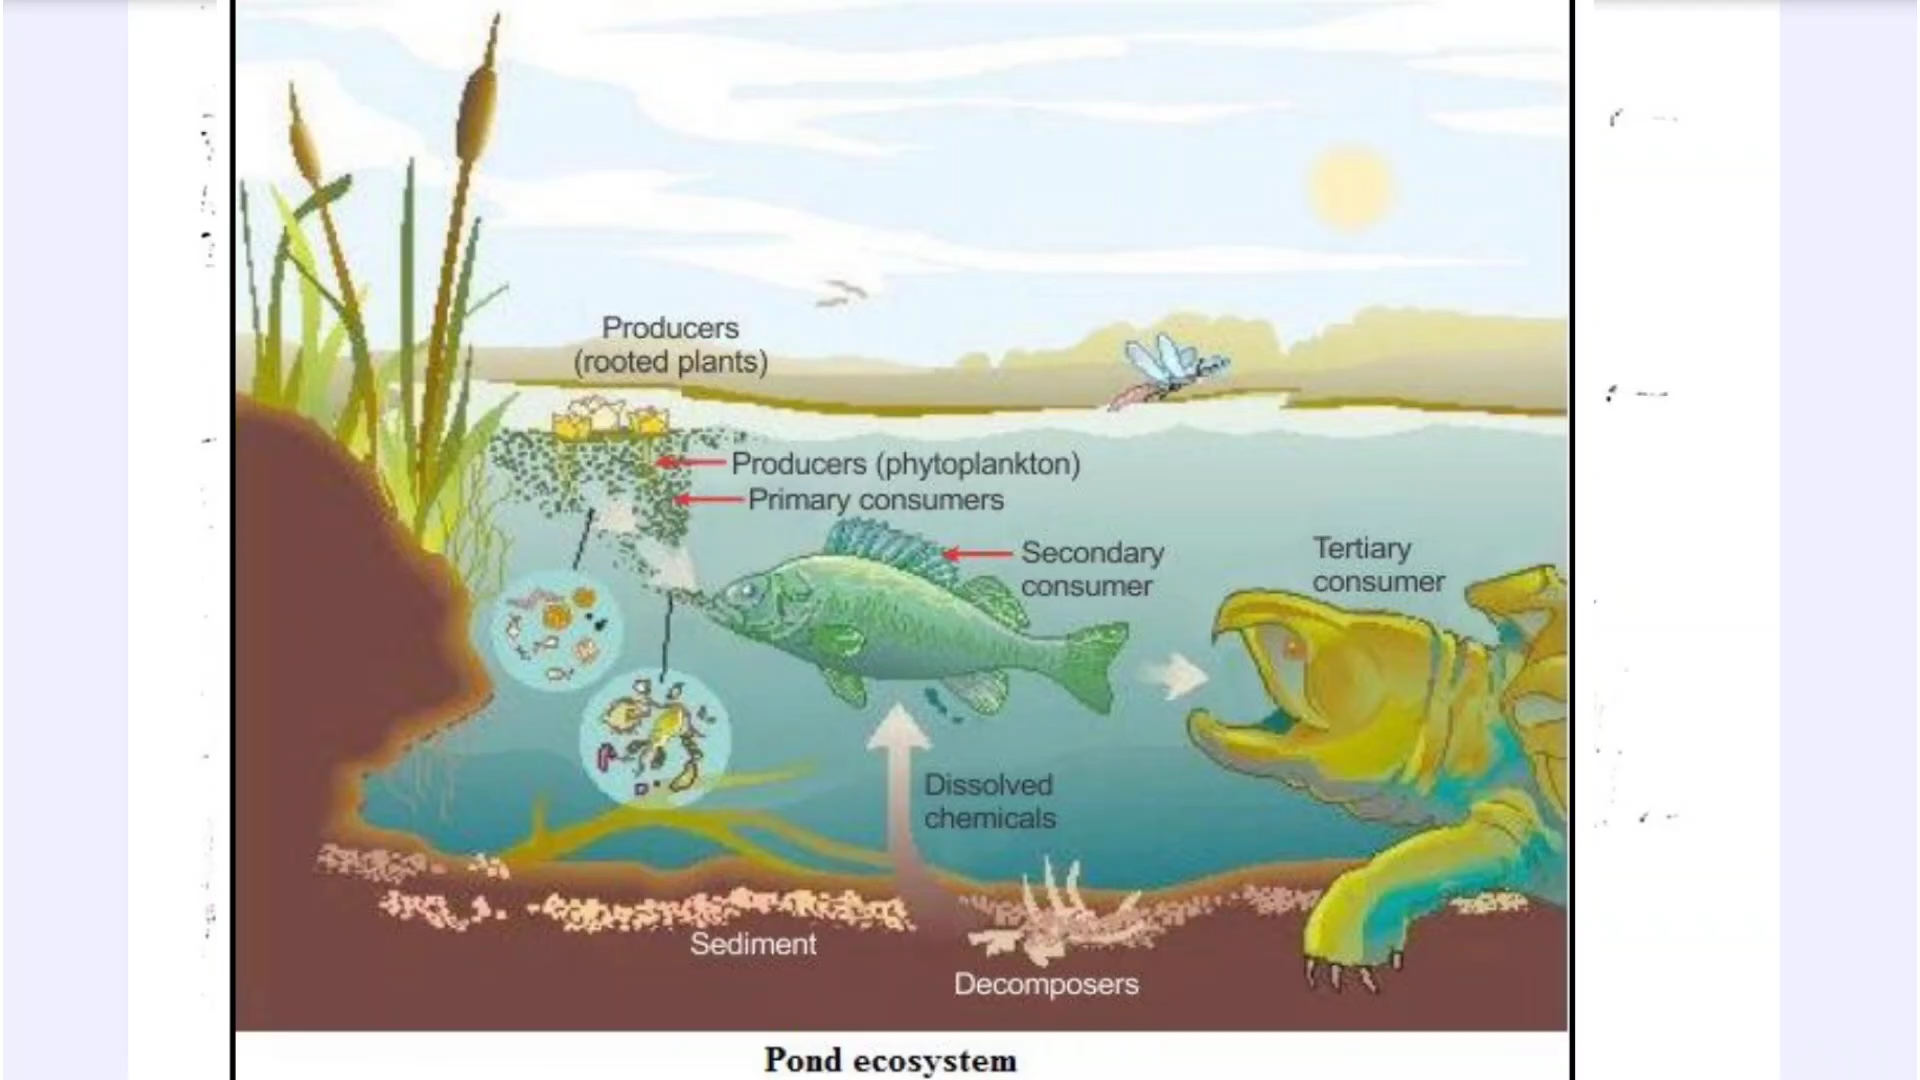 Producers
(rooted plants)
Producers (phytoplankton)
Primary consumers
Secondary
consumer
Tertiary
consumer
Dissolved
chemicals
Sediment
Decomposers
Pond ecosystem